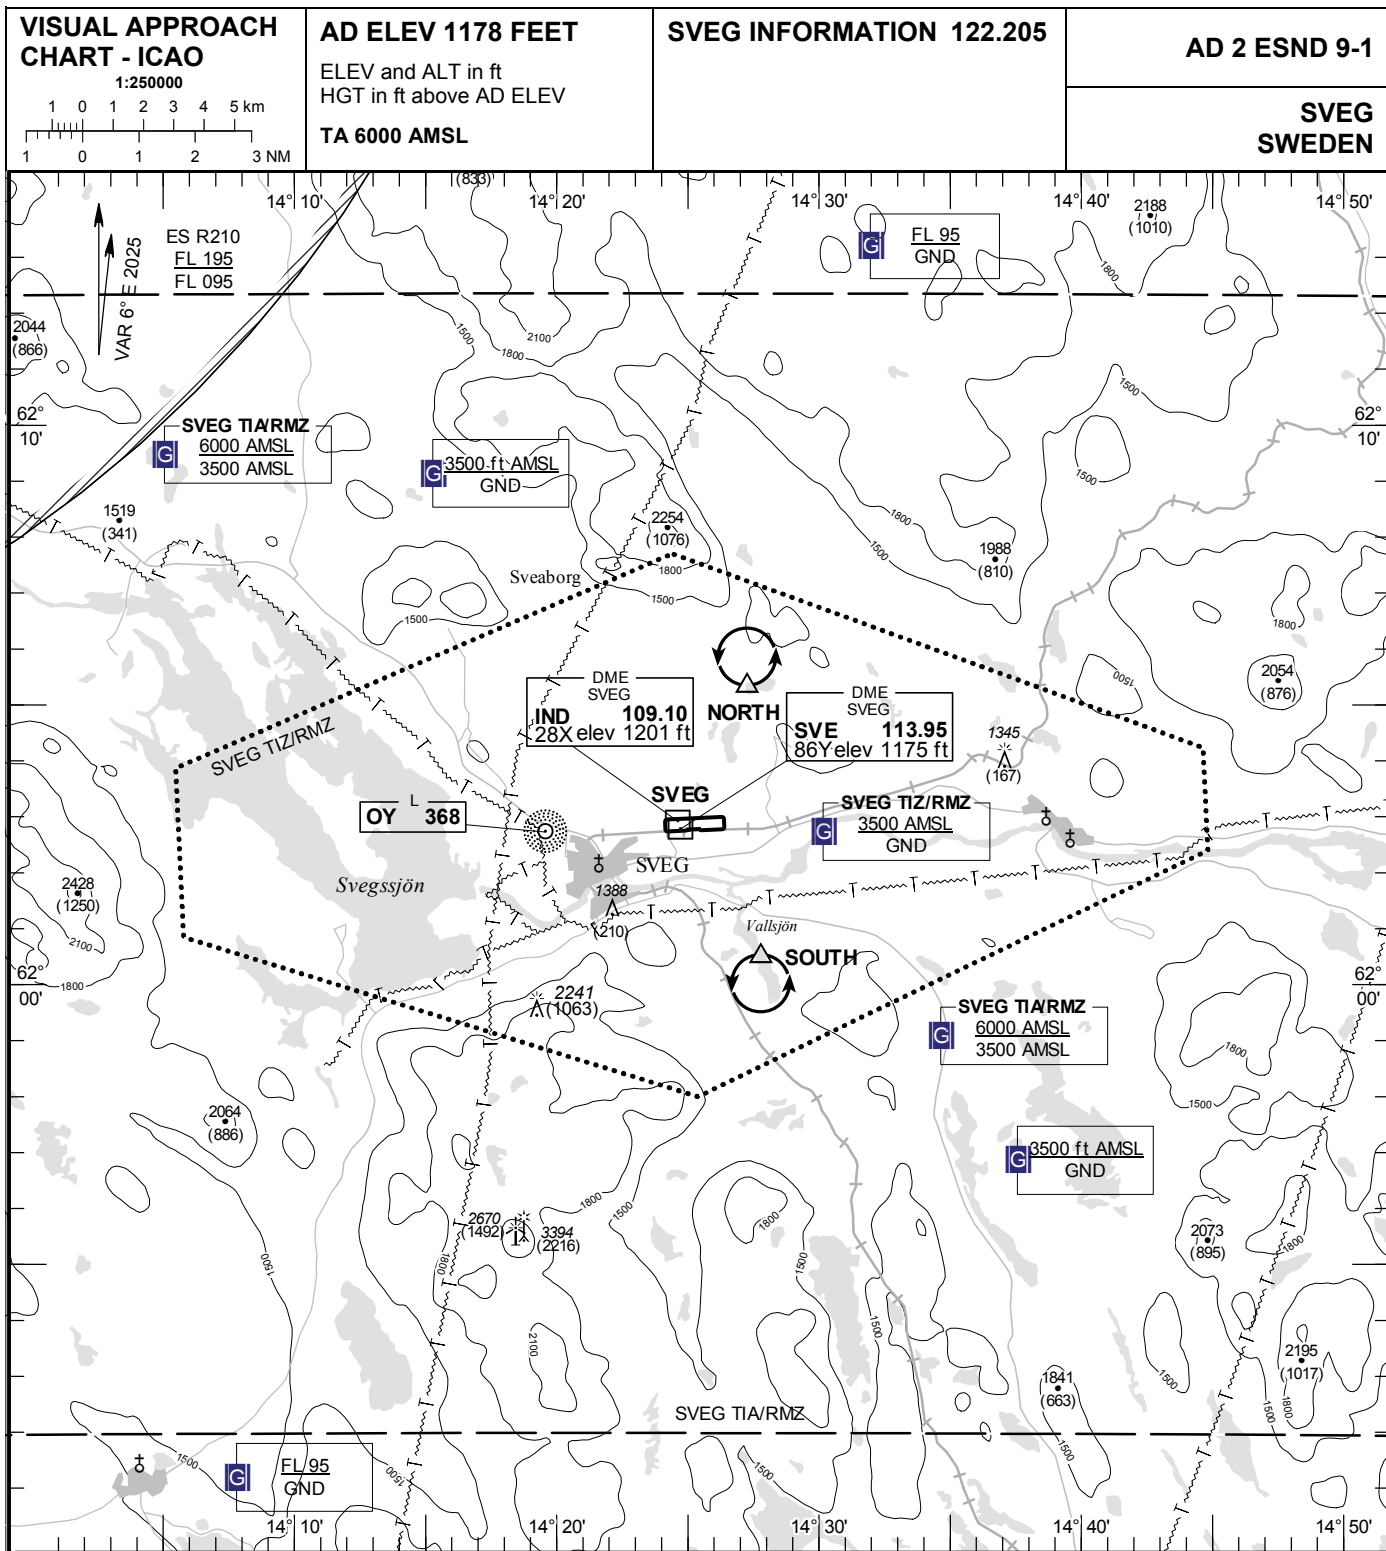 VISUAL APPROACH
CHART - ICAO
1:250000
1 0 1 2 3 4 5 km
1 0 1 2 3 NM
AD ELEV 1178 FEET
ELEV and ALT in ft
HGT in ft above AD ELEV
TA 6000 AMSL
SVEG INFORMATION 122.205
AD 2 ESND 9-1
SVEG
SWEDEN
(833)
14°10'
14°20'
14°30'
14°40'
14°50'
2188
(1010)
VAR 6° E 2025
ES R210
FL 195
FL 095
G
FL 95
GND
1800
2044
(866)
1500
2100
1800
1500
62°
10'
62°
10'
SVEG TIA/RMZ
G
6000 AMSL
3500 AMSL
G
3500 ft AMSL
GND
1500
1519
(341)
2254
(1076)
1800
1500
1988
(810)
Sveaborg
1800
1500
1500
1800
2054
(876)
1500
DME
SVEG
IND 109.10
28X elev 1201 ft
NORTH
DME
SVEG
SVE 113.95
86Y elev 1175 ft
SVEG TIZ/RMZ
1345
(167)
SVEG
L
OY 368
SVEG TIZ/RMZ
G
3500 AMSL
GND
SVEG
Svegssjön
1388
(210)
2428
(1250)
2100
1800
Vallsjön
SOUTH
62°
00'
62°
00'
2241
(1063)
SVEG TIA/RMZ
G
6000 AMSL
3500 AMSL
1800
1500
2064
(886)
G
3500 ft AMSL
GND
1800
1500
1800
2670
(1492)
3394
(2216)
2073
(895)
1800
1500
1800
1500
2100
1500
2195
(1017)
1500
1841
(663)
1500
1800
SVEG TIA/RMZ
1500
1500
1500
G
FL 95
GND
14°10'
14°20'
14°30'
14°40'
14°50'